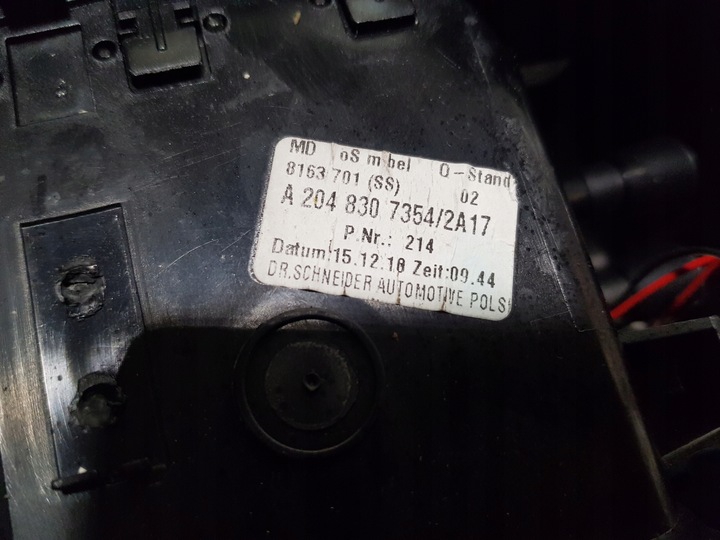 MD oS m bel Q-Stand
8163 701 (SS) 02
A 204 830 7354/2A17
P.Nr.: 214
Datum:15.12.18 Zeit:09.44
DR.SCHNEIDER AUTOMOTIVE POLS